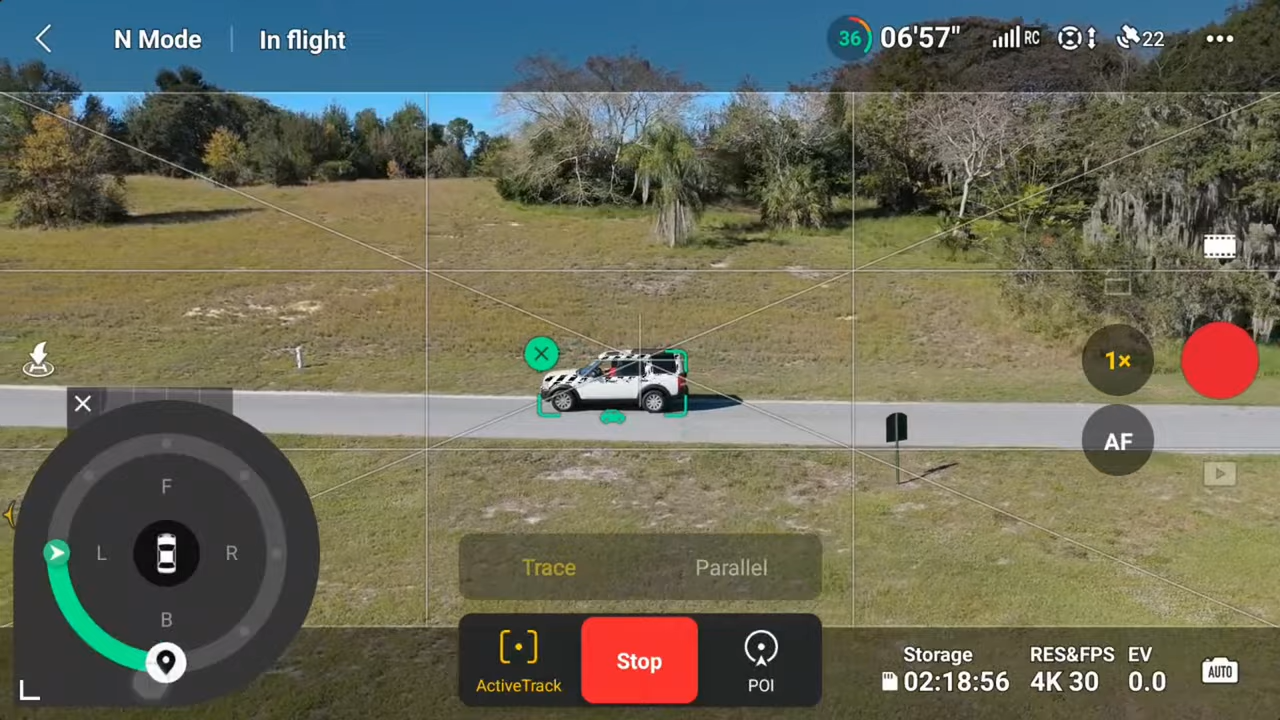 N Mode
In flight
36
06'57"
RC
22
1×
AF
F
L
R
B
Trace
Parallel
ActiveTrack
Stop
POI
Storage
02:18:56
RES&FPS
4K 30
EV
0.0
AUTO